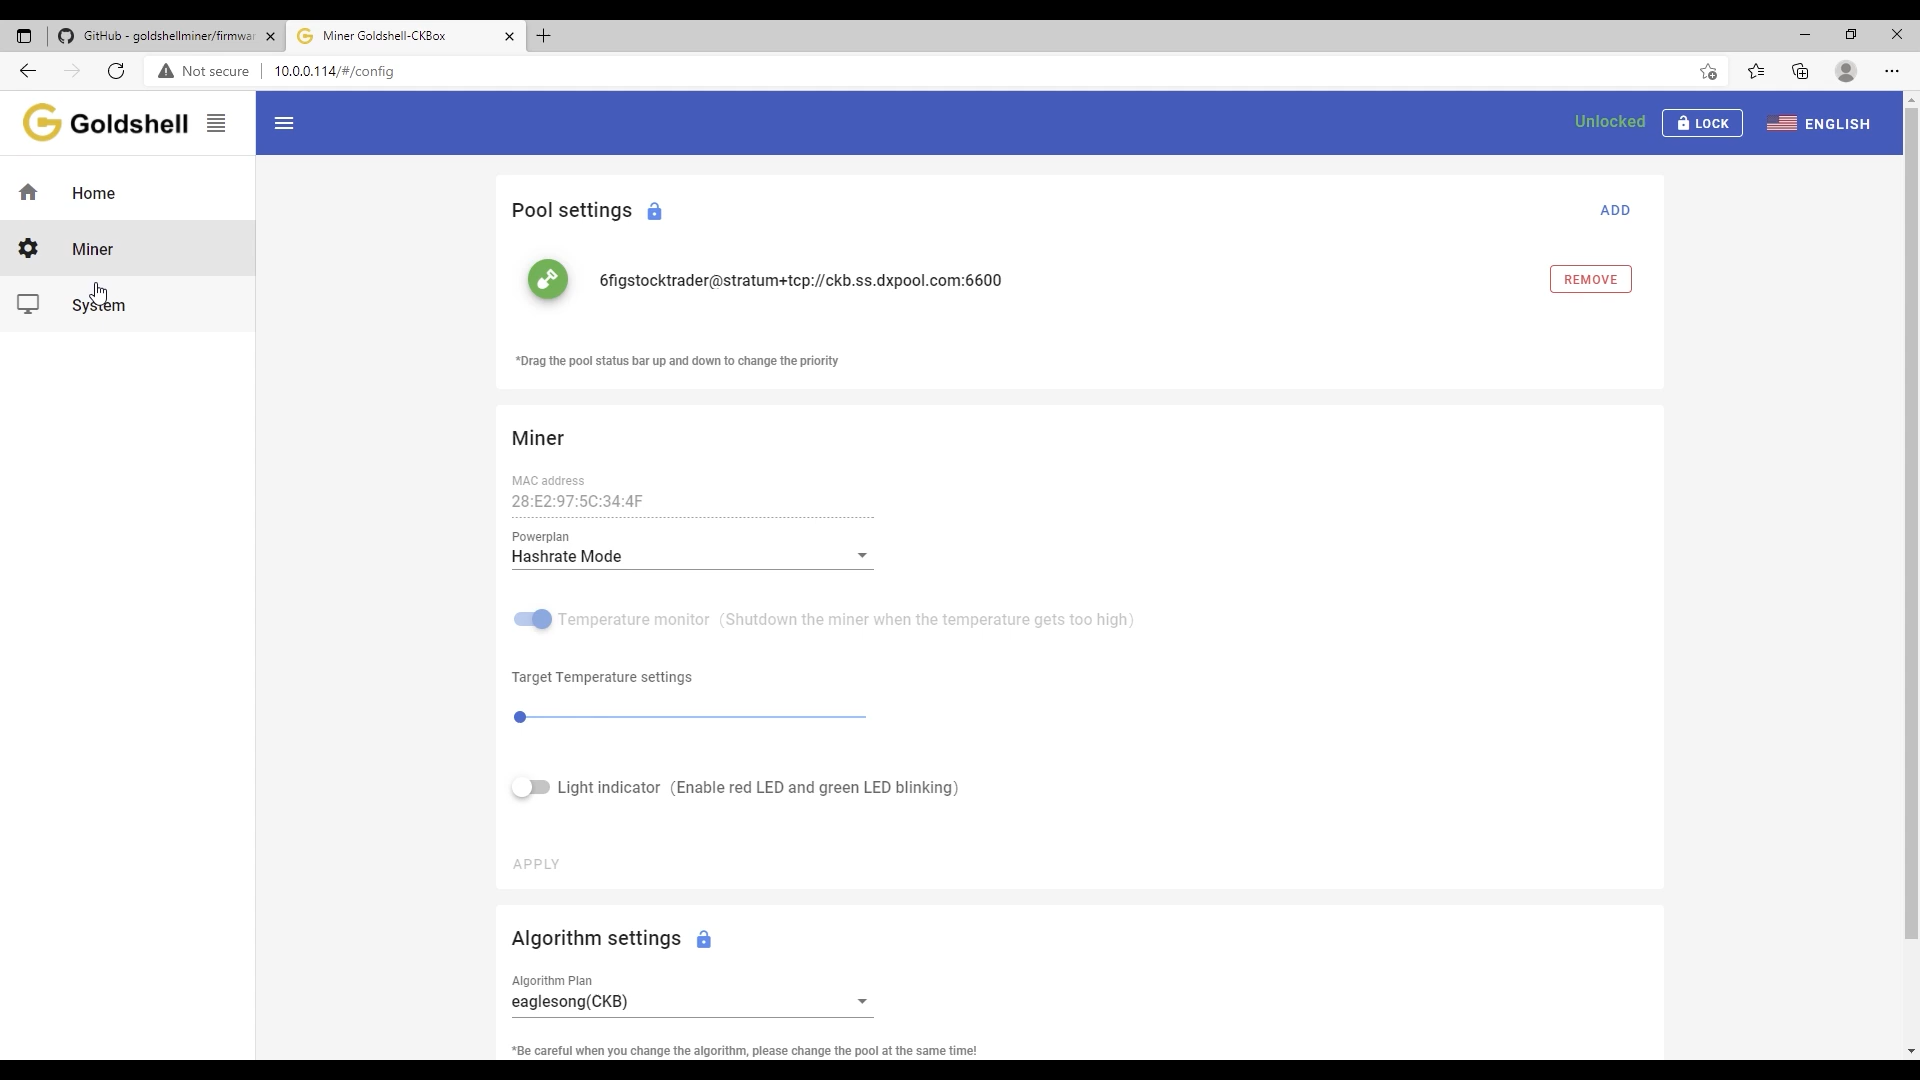 GitHub - goldshellminer/firmwar
Miner Goldshell-CKBox
Not secure
10.0.0.114/#/config
Goldshell
Unlocked
LOCK
ENGLISH
Home
Miner
System
Pool settings
ADD
6figstocktrader@stratum+tcp://ckb.ss.dxpool.com:6600
REMOVE
*Drag the pool status bar up and down to change the priority
Miner
MAC address
28:E2:97:5C:34:4F
Powerplan
Hashrate Mode
Temperature monitor（Shutdown the miner when the temperature gets too high）
Target Temperature settings
Light indicator（Enable red LED and green LED blinking）
APPLY
Algorithm settings
Algorithm Plan
eaglesong(CKB)
*Be careful when you change the algorithm, please change the pool at the same time!